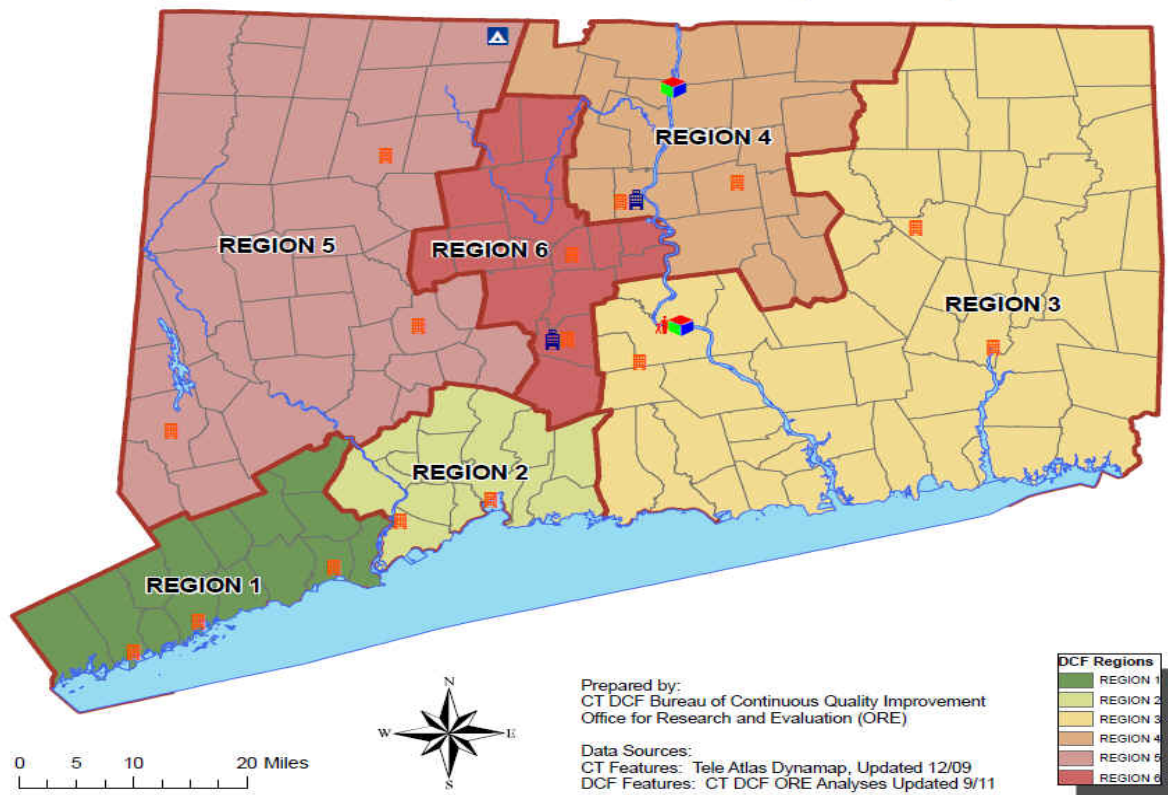 REGION 4
REGION 5
REGION 6
REGION 3
REGION 2
REGION 1
N
W
E
S
0 5 10 20 Miles
Prepared by:
CT DCF Bureau of Continuous Quality Improvement
Office for Research and Evaluation (ORE)
Data Sources:
CT Features: Tele Atlas Dynamap, Updated 12/09
DCF Features: CT DCF ORE Analyses Updated 9/11
DCF Regions
REGION 1
REGION 2
REGION 3
REGION 4
REGION 5
REGION 6